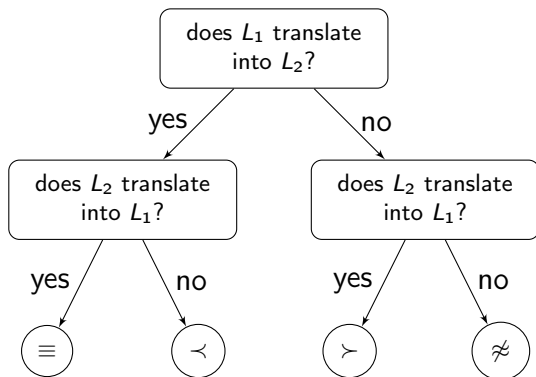 does L₁ translate
into L₂?
yes
no
does L₂ translate
into L₁?
does L₂ translate
into L₁?
yes
no
yes
no
≡
≺
≻
≉